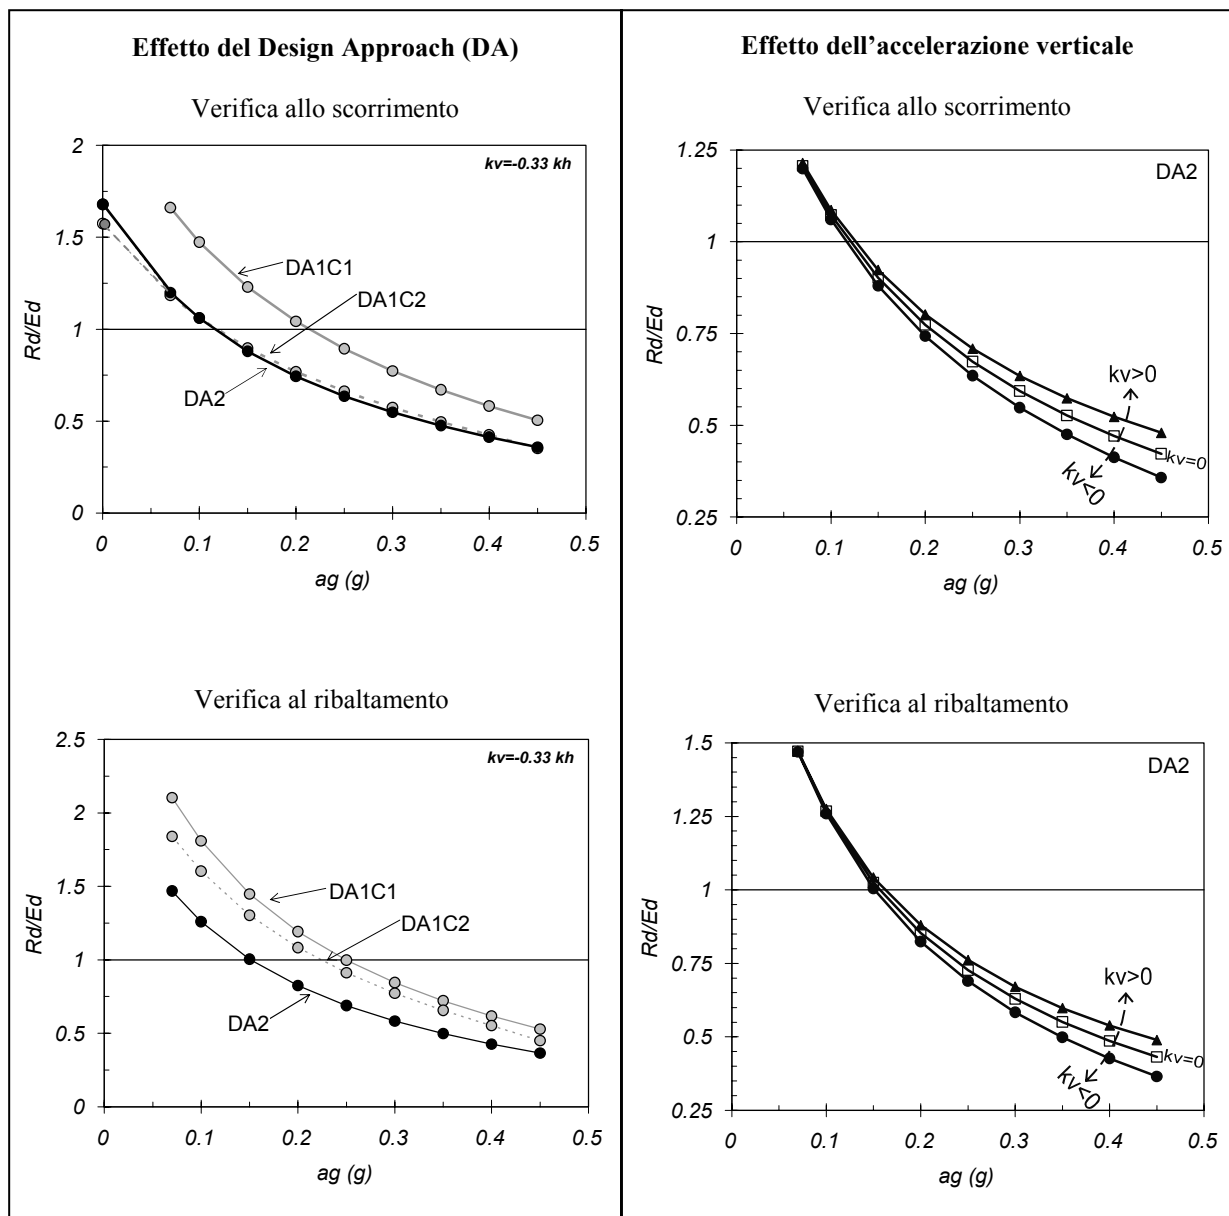 Effetto del Design Approach (DA)
Verifica allo scorrimento
2
1.5
1
0.5
0
Rd/Ed
kv=-0.33 kh
DA1C1
DA1C2
DA2
0 0.1 0.2 0.3 0.4 0.5
ag (g)
Verifica al ribaltamento
2.5
2
1.5
1
0.5
0
Rd/Ed
kv=-0.33 kh
DA1C1
DA1C2
DA2
0 0.1 0.2 0.3 0.4 0.5
ag (g)
Effetto dell’accelerazione verticale
Verifica allo scorrimento
1.25
1
0.75
0.5
0.25
Rd/Ed
DA2
kv>0
kv=0
kv<0
0 0.1 0.2 0.3 0.4 0.5
ag (g)
Verifica al ribaltamento
1.5
1.25
1
0.75
0.5
0.25
Rd/Ed
DA2
kv>0
kv=0
kv<0
0 0.1 0.2 0.3 0.4 0.5
ag (g)